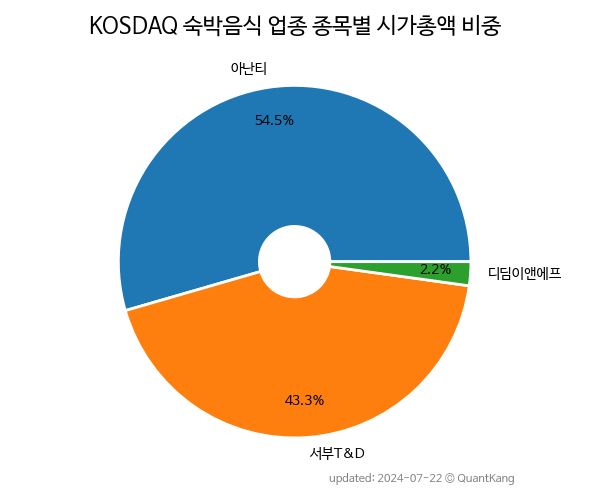 KOSDAQ 숙박음식 업종 종목별 시가총액 비중
아난티
54.5%
2.2%
디딤이앤에프
43.3%
서부T&D
updated: 2024-07-22 © QuantKang